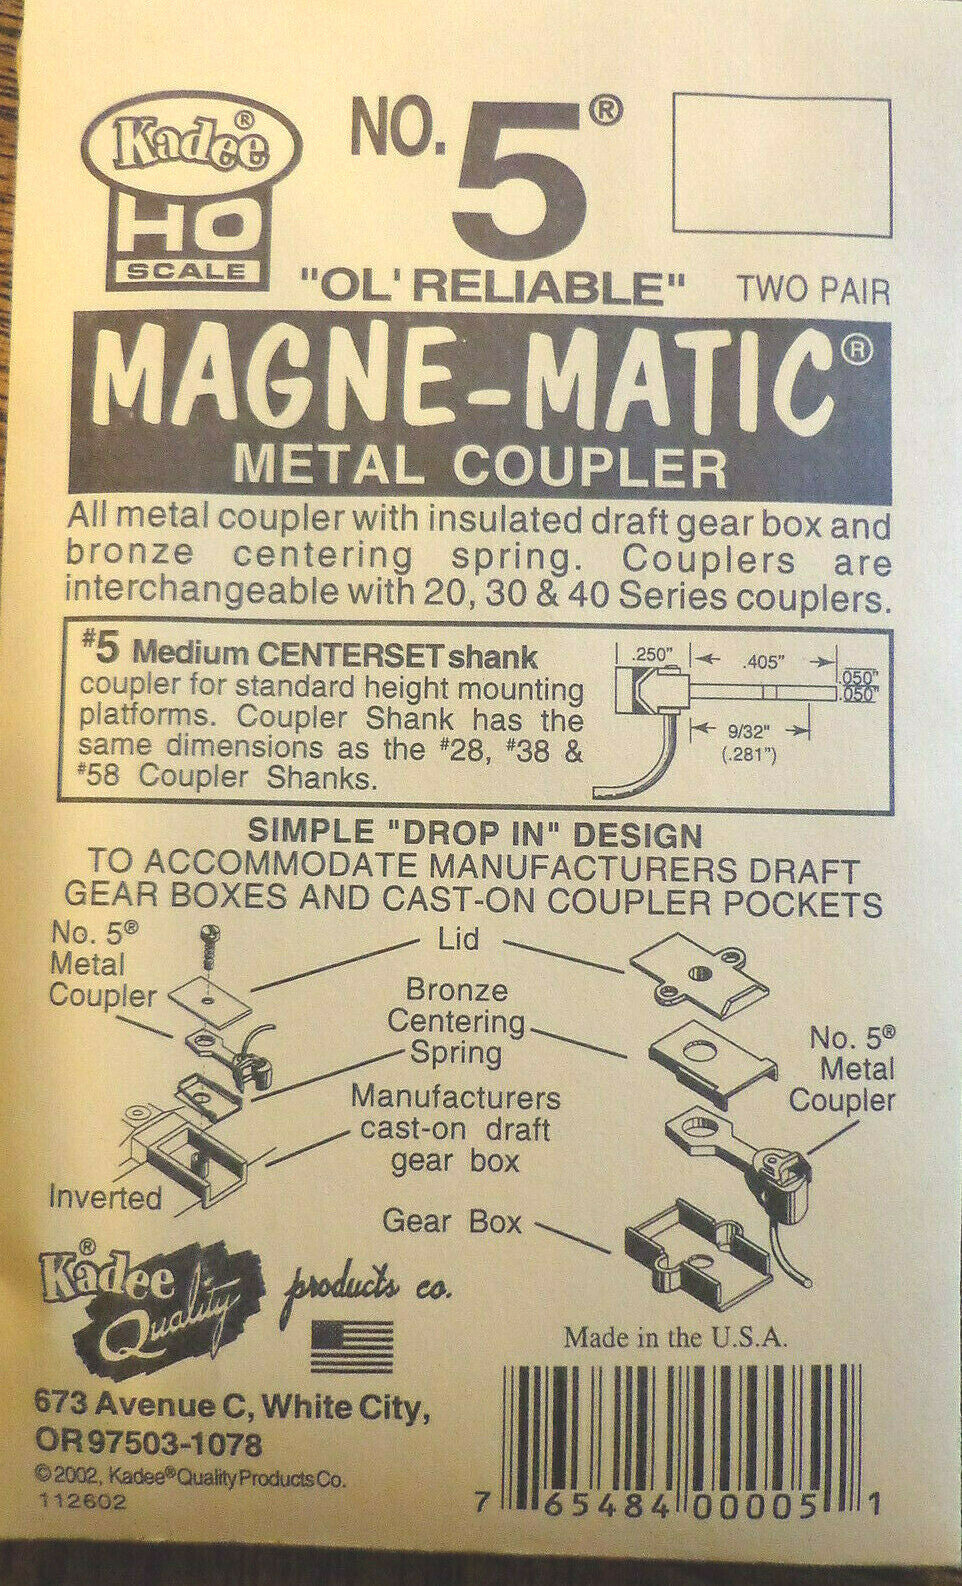 Kadee®
HO
SCALE
NO. 5®
"OL' RELIABLE"
TWO PAIR
MAGNE-MATIC®
METAL COUPLER
All metal coupler with insulated draft gear box and
bronze centering spring. Couplers are
interchangeable with 20, 30 & 40 Series couplers.
#5 Medium CENTERSET shank
coupler for standard height mounting
platforms. Coupler Shank has the
same dimensions as the #28, #38 &
#58 Coupler Shanks.
.250"
.405"
.050"
.050"
9/32"
(.281")
SIMPLE "DROP IN" DESIGN
TO ACCOMMODATE MANUFACTURERS DRAFT
GEAR BOXES AND CAST-ON COUPLER POCKETS
No. 5®
Metal
Coupler
Lid
Bronze
Centering
Spring
Manufacturers
cast-on draft
gear box
Inverted
Gear Box
No. 5®
Metal
Coupler
Kadee®
Quality
products co.
Made in the U.S.A.
673 Avenue C, White City,
OR 97503-1078
©2002, Kadee® Quality Products Co.
112602
7 65484 00005 1